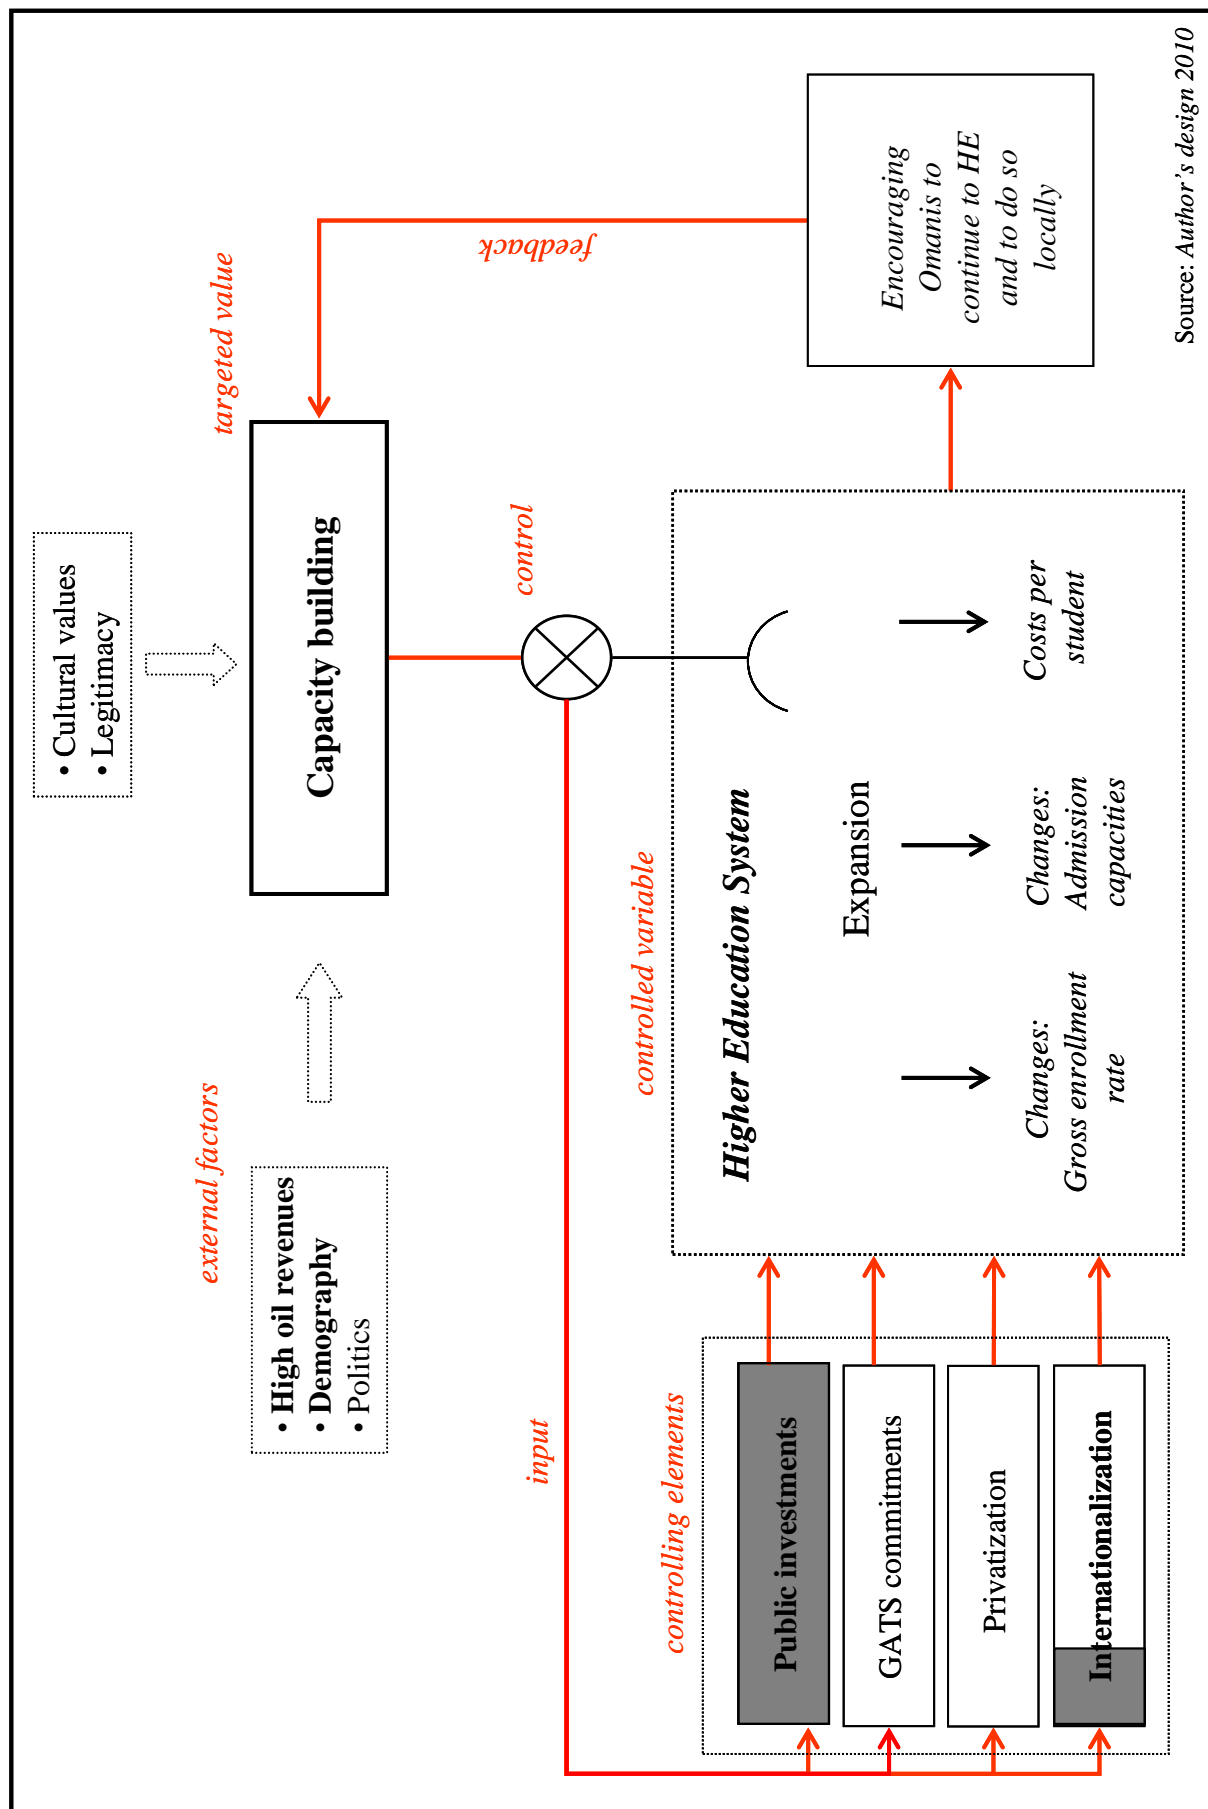 • Cultural values
• Legitimacy
external factors
targeted value
• High oil revenues
• Demography
• Politics
Capacity building
feedback
input
control
controlling elements
controlled variable
Public investments
GATS commitments
Privatization
Internationalization
Higher Education System
Expansion
Changes:
Gross enrollment
rate
Changes:
Admission
capacities
Costs per
student
Encouraging
Omanis to
continue to HE
and to do so
locally
Source: Author's design 2010